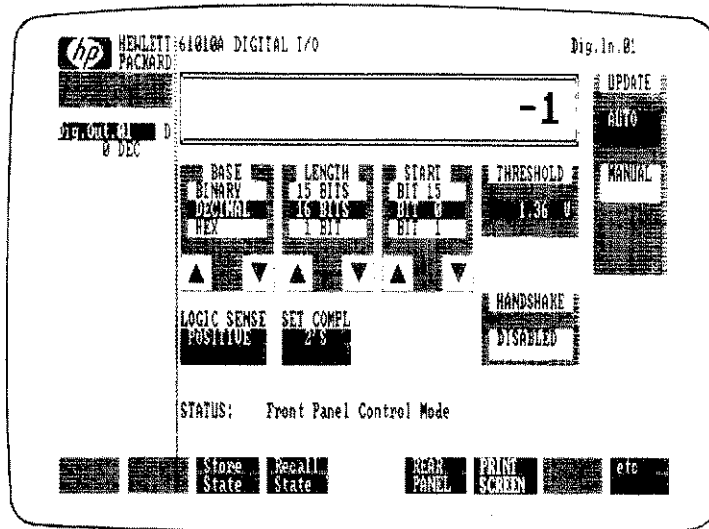 hp HEWLETT PACKARD
61010A DIGITAL I/O
Dig.In.01
-1
UPDATE
AUTO
MANUAL
Dig.Out.01 D
0 DEC
BASE
BINARY
DECIMAL
HEX
LENGTH
15 BITS
16 BITS
1 BIT
START
BIT 15
BIT 0
BIT 1
THRESHOLD
1.36 V
HANDSHAKE
DISABLED
LOGIC SENSE
POSITIVE
SET COMPL
2'S
STATUS: Front Panel Control Mode
Store State
Recall State
REAR PANEL
PRINT SCREEN
etc